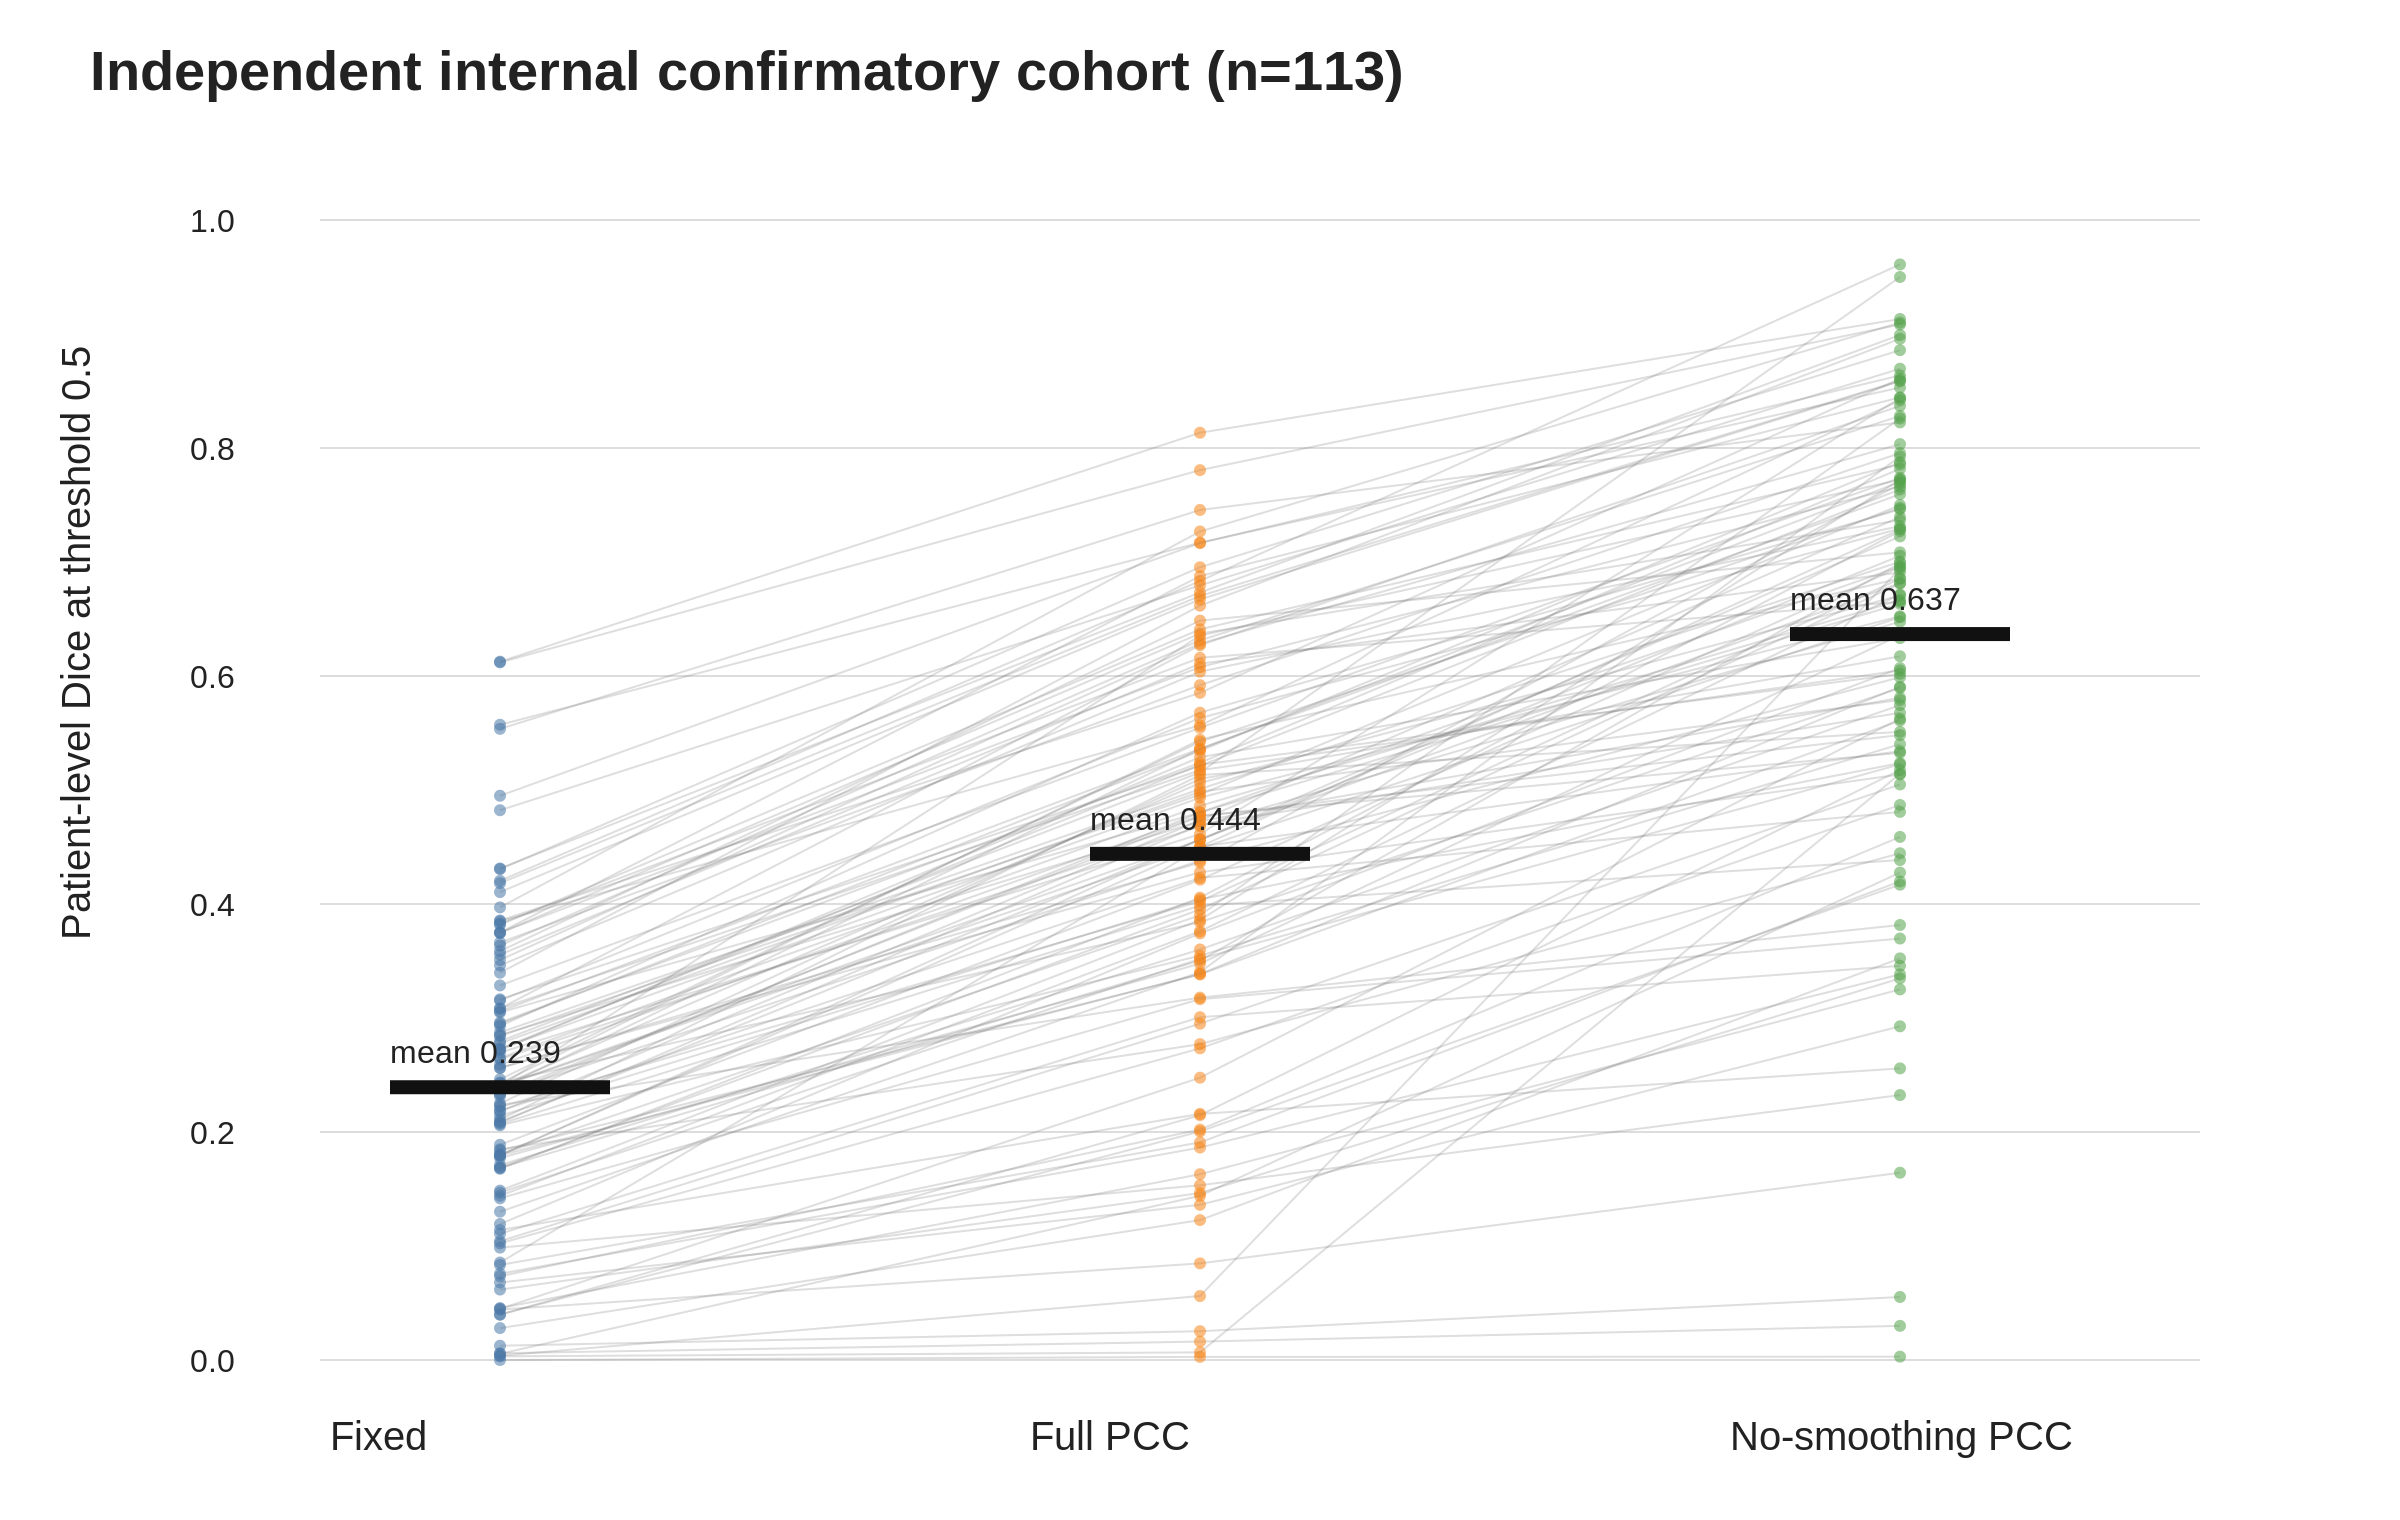 Independent internal confirmatory cohort (n=113)
Patient-level Dice at threshold 0.5
1.0
0.8
0.6
0.4
0.2
0.0
mean 0.239
mean 0.444
mean 0.637
Fixed
Full PCC
No-smoothing PCC